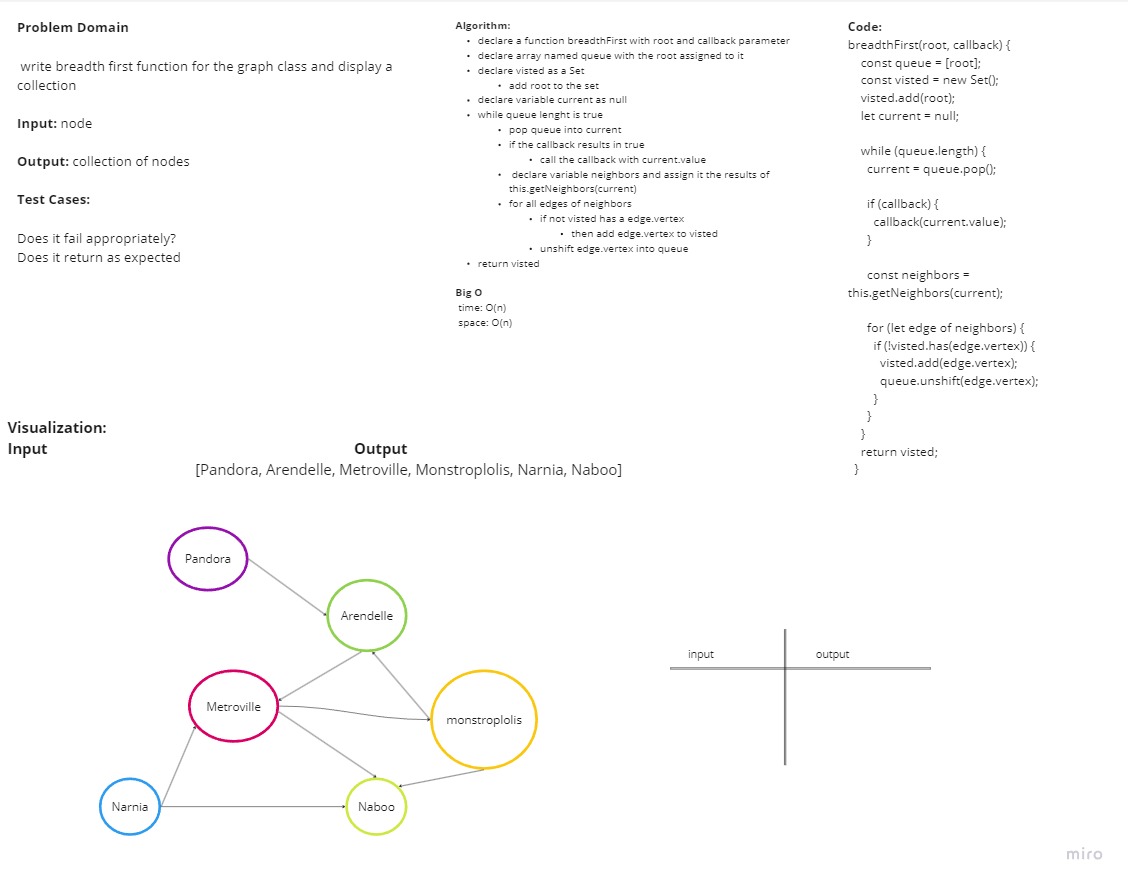 Problem Domain
write breadth first function for the graph class and display a
collection
Input: node
Output: collection of nodes
Test Cases:
Does it fail appropriately?
Does it return as expected
Algorithm:
• declare a function breadthFirst with root and callback parameter
• declare array named queue with the root assigned to it
• declare visted as a Set
• add root to the set
• declare variable current as null
• while queue lenght is true
• pop queue into current
• if the callback results in true
• call the callback with current.value
• declare variable neighbors and assign it the results of
this.getNeighbors(current)
• for all edges of neighbors
• if not visted has a edge.vertex
• then add edge.vertex to visted
• unshift edge.vertex into queue
• return visted
Big O
time: O(n)
space: O(n)
Code:
breadthFirst(root, callback) {
const queue = [root];
const visted = new Set();
visted.add(root);
let current = null;
while (queue.length) {
current = queue.pop();
if (callback) {
callback(current.value);
}
const neighbors =
this.getNeighbors(current);
for (let edge of neighbors) {
if (!visted.has(edge.vertex)) {
visted.add(edge.vertex);
queue.unshift(edge.vertex);
}
}
}
return visted;
}
Visualization:
Input
Output
[Pandora, Arendelle, Metroville, Monstroplolis, Narnia, Naboo]
Pandora
Arendelle
Metroville
monstroplolis
Narnia
Naboo
input
output
miro